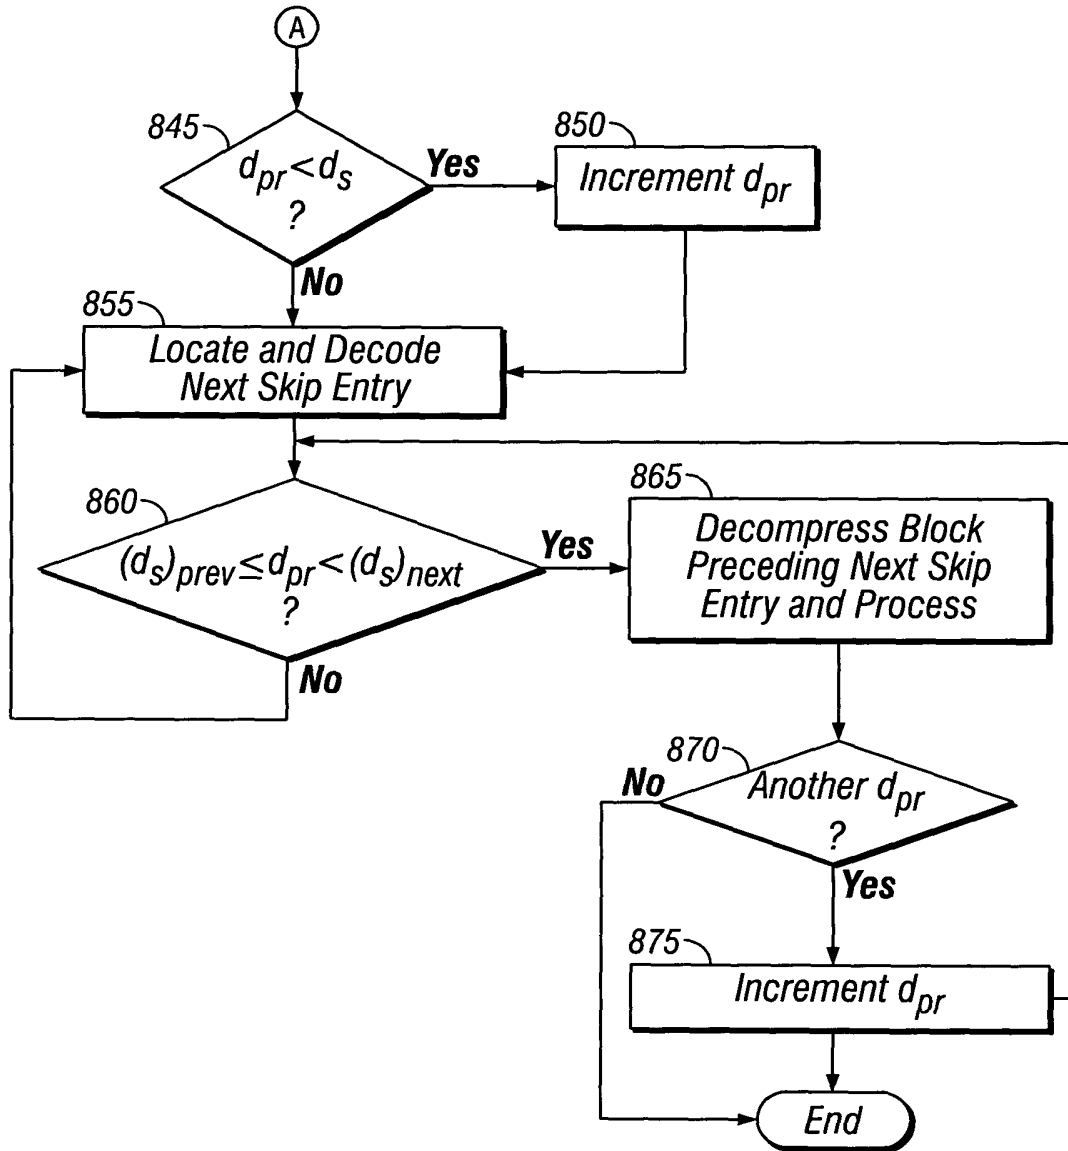 A
845
d_pr < d_s
?
Yes
850
Increment d_pr
No
855
Locate and Decode
Next Skip Entry
860
(d_s)_prev ≤ d_pr < (d_s)_next
?
Yes
865
Decompress Block
Preceding Next Skip
Entry and Process
No
870
Another d_pr
?
No
Yes
875
Increment d_pr
End